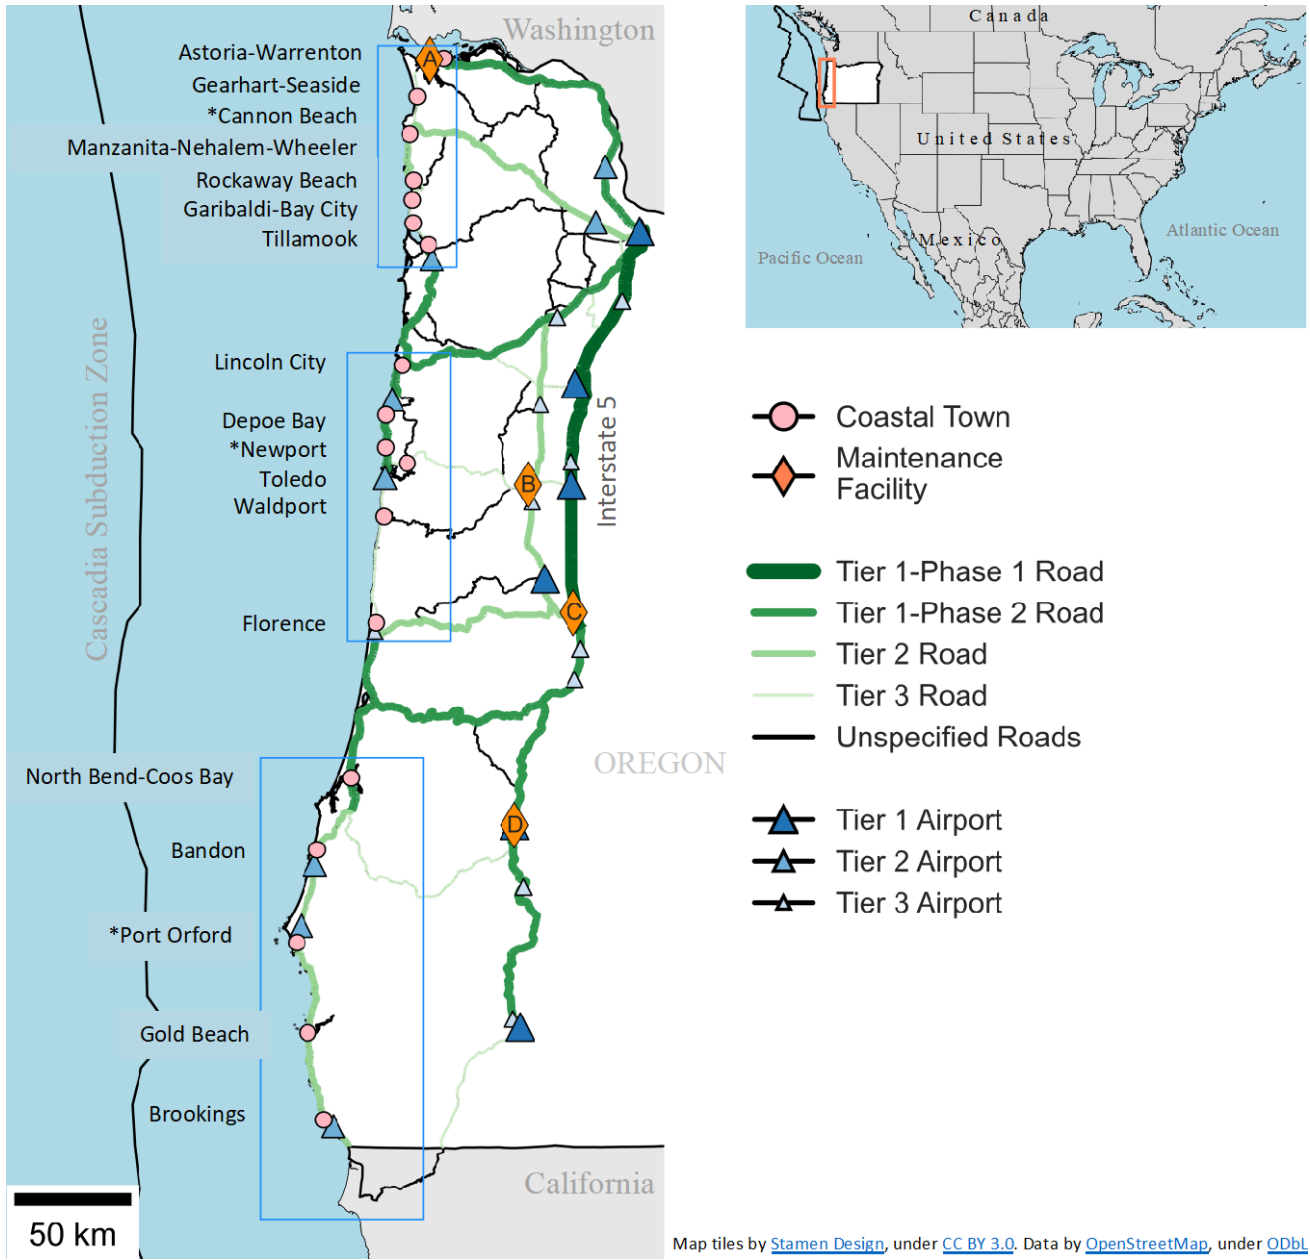 Washington
Astoria-Warrenton
Gearhart-Seaside
*Cannon Beach
Manzanita-Nehalem-Wheeler
Rockaway Beach
Garibaldi-Bay City
Tillamook
Lincoln City
Depoe Bay
*Newport
Toledo
Waldport
Florence
North Bend-Coos Bay
Bandon
*Port Orford
Gold Beach
Brookings
Cascadia Subduction Zone
Interstate 5
OREGON
California
A
B
C
D
50 km
Canada
United States
Mexico
Pacific Ocean
Atlantic Ocean
Coastal Town
Maintenance
Facility
Tier 1-Phase 1 Road
Tier 1-Phase 2 Road
Tier 2 Road
Tier 3 Road
Unspecified Roads
Tier 1 Airport
Tier 2 Airport
Tier 3 Airport
Map tiles by Stamen Design, under CC BY 3.0. Data by OpenStreetMap, under ODbL